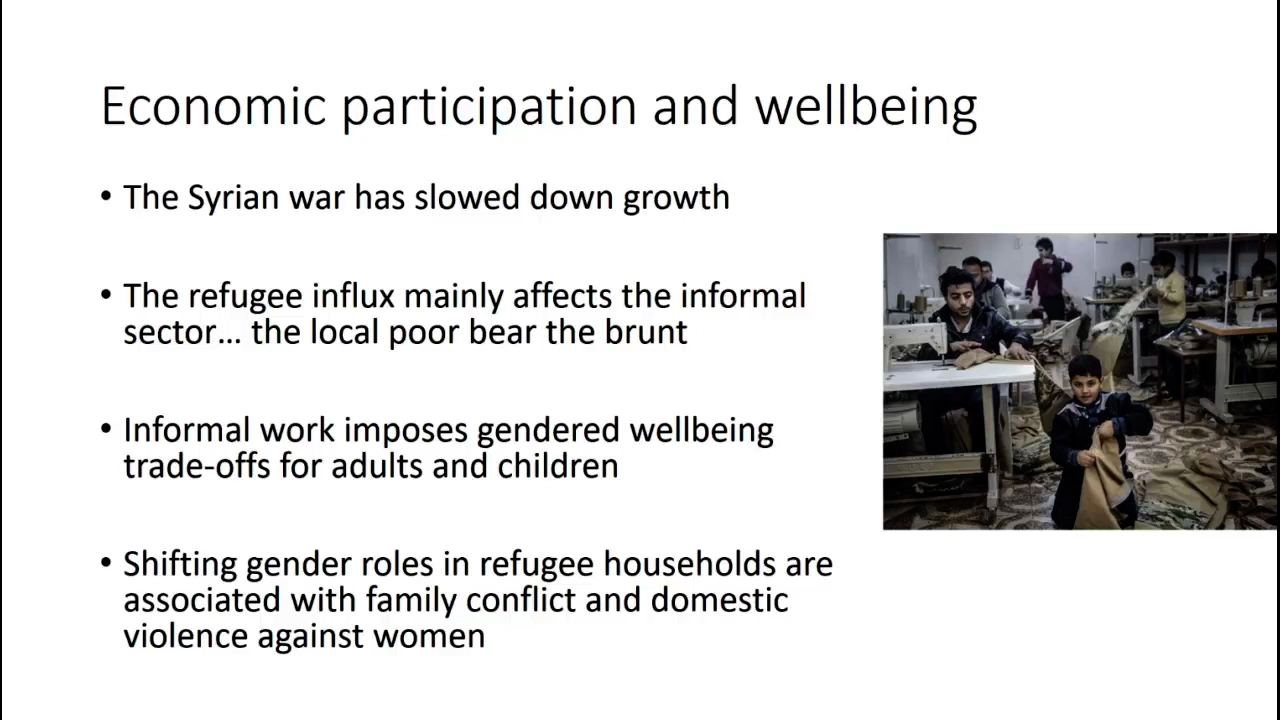 Economic participation and wellbeing
• The Syrian war has slowed down growth
• The refugee influx mainly affects the informal
sector... the local poor bear the brunt
• Informal work imposes gendered wellbeing
trade-offs for adults and children
• Shifting gender roles in refugee households are
associated with family conflict and domestic
violence against women